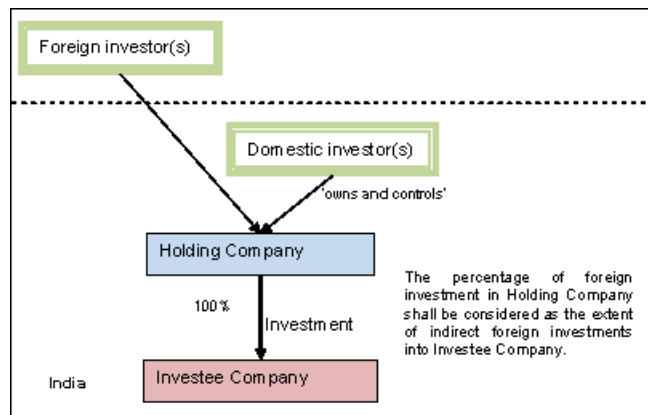 Foreign investor(s)
Domestic investor(s)
'owns and controls'
Holding Company
The percentage of foreign
investment in Holding Company
shall be considered as the extent
of indirect foreign investments
into Investee Company.
100%
Investment
India
Investee Company